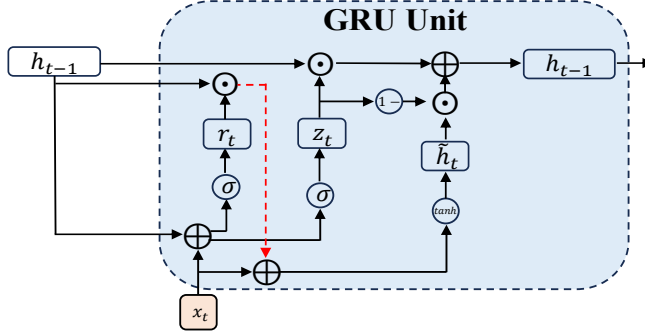 GRU Unit
h_{t-1}
h_{t-1}
1 −
r_t
z_t
h̃_t
σ
σ
tanh
x_t